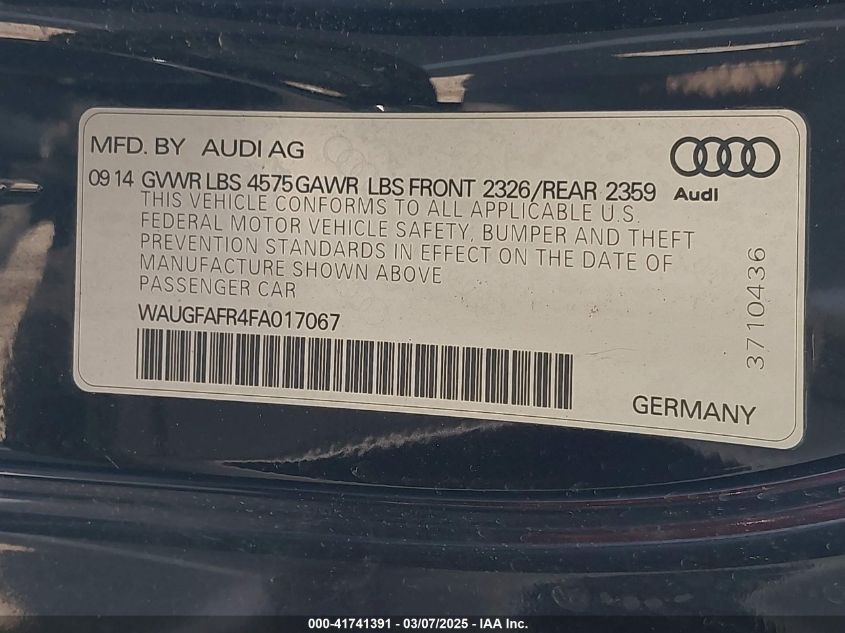 MFD. BY AUDI AG
Audi
09 14 GVWR LBS 4575 GAWR LBS FRONT 2326/REAR 2359
THIS VEHICLE CONFORMS TO ALL APPLICABLE U.S.
FEDERAL MOTOR VEHICLE SAFETY, BUMPER AND THEFT
PREVENTION STANDARDS IN EFFECT ON THE DATE OF
MANUFACTURE SHOWN ABOVE
PASSENGER CAR
WAUGFAFR4FA017067
3710436
GERMANY
000-41741391 - 03/07/2025 - IAA Inc.